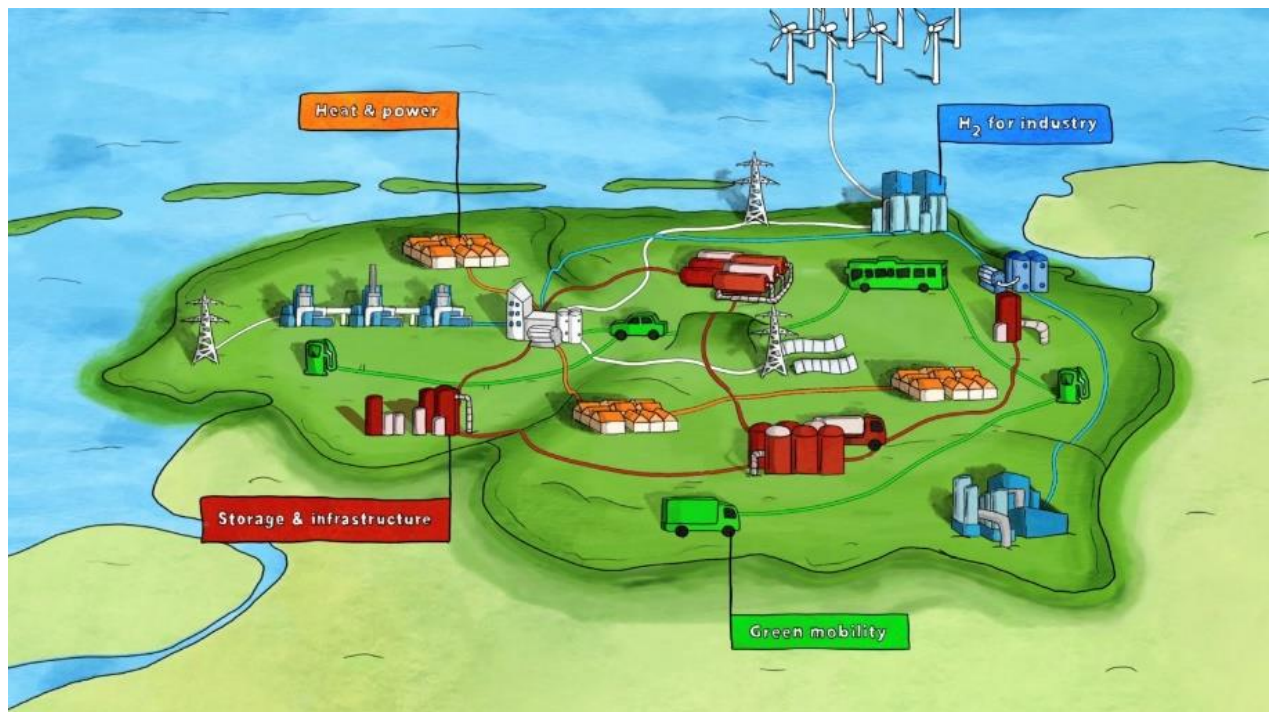 Heat & power
H₂ for industry
Storage & infrastructure
Green mobility